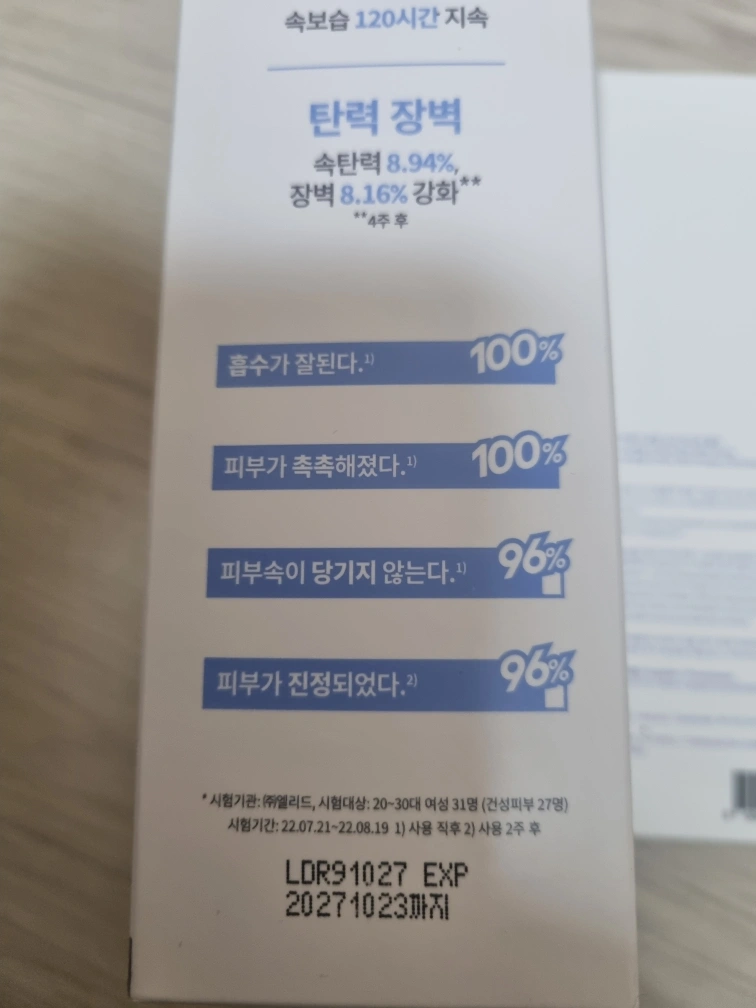 속보습 120시간 지속
탄력 장벽
속탄력 8.94%,
장벽 8.16% 강화**
**4주 후
흡수가 잘된다.1) 100%
피부가 촉촉해졌다.1) 100%
피부속이 당기지 않는다.1) 96%
피부가 진정되었다.2) 96%
* 시험기관: ㈜엘리드, 시험대상: 20~30대 여성 31명 (건성피부 27명)
시험기간: 22.07.21~22.08.19 1) 사용 직후 2) 사용 2주 후
LDR91027 EXP
20271023까지